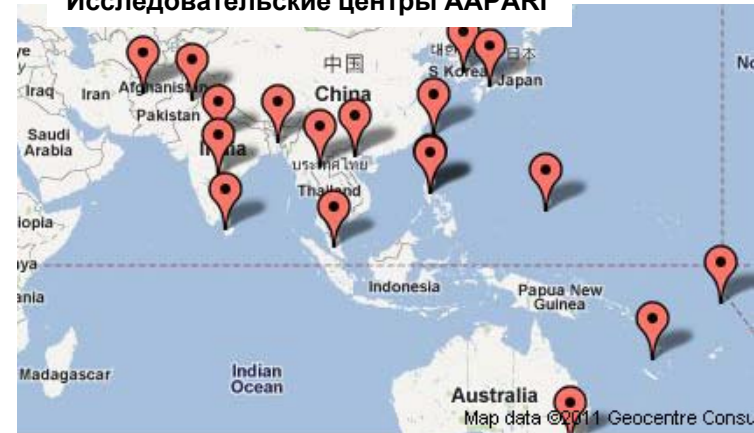 Исследовательские центры AAPARI
中国
日本
S Korea
Japan
Iraq
Iran
Afghanistan
China
Pakistan
Saudi
Arabia
India
ประเทศไทย
Thailand
Indonesia
Papua New
Guinea
Madagascar
Indian
Ocean
Australia
Map data ©2011 Geocentre Consu